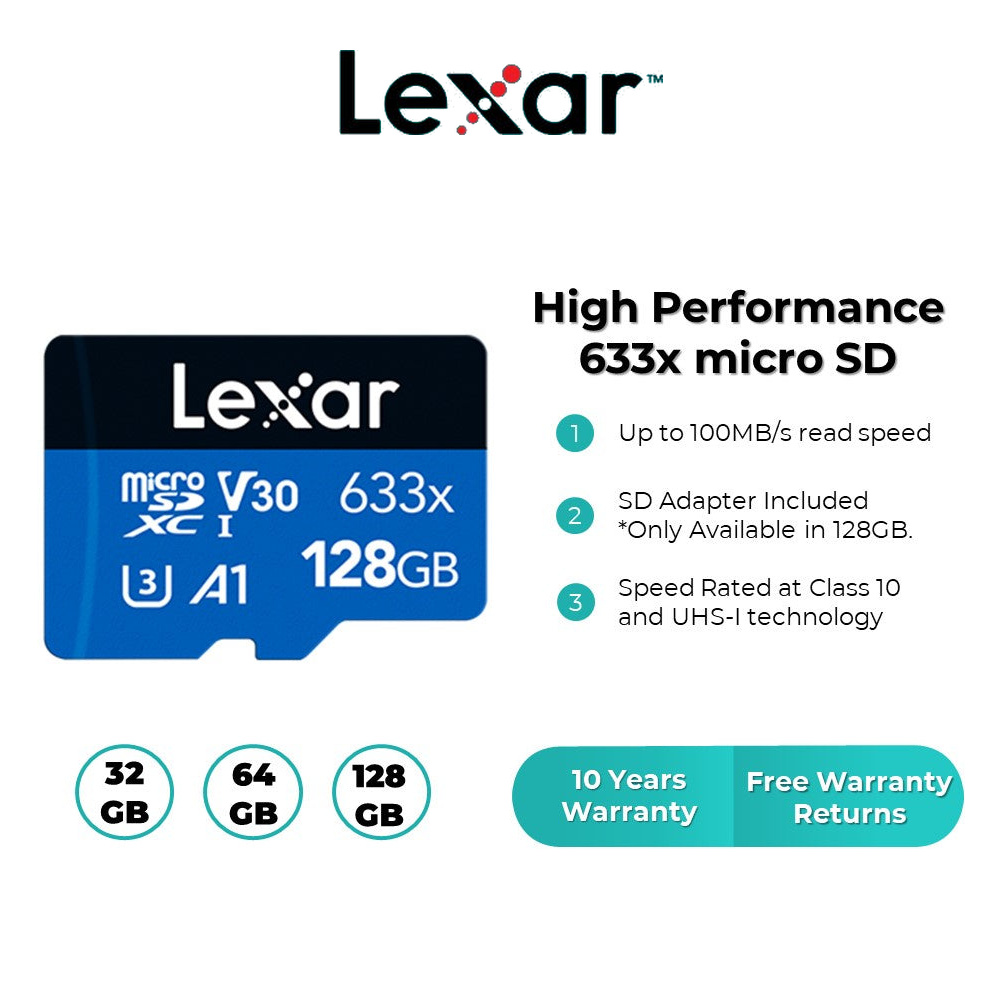 Lexar™
High Performance
633x micro SD
Lexar
micro SD XC I V30 633x
U3 A1 128GB
1 Up to 100MB/s read speed
2 SD Adapter Included
*Only Available in 128GB.
3 Speed Rated at Class 10
and UHS-I technology
32
GB
64
GB
128
GB
10 Years
Warranty
Free Warranty
Returns